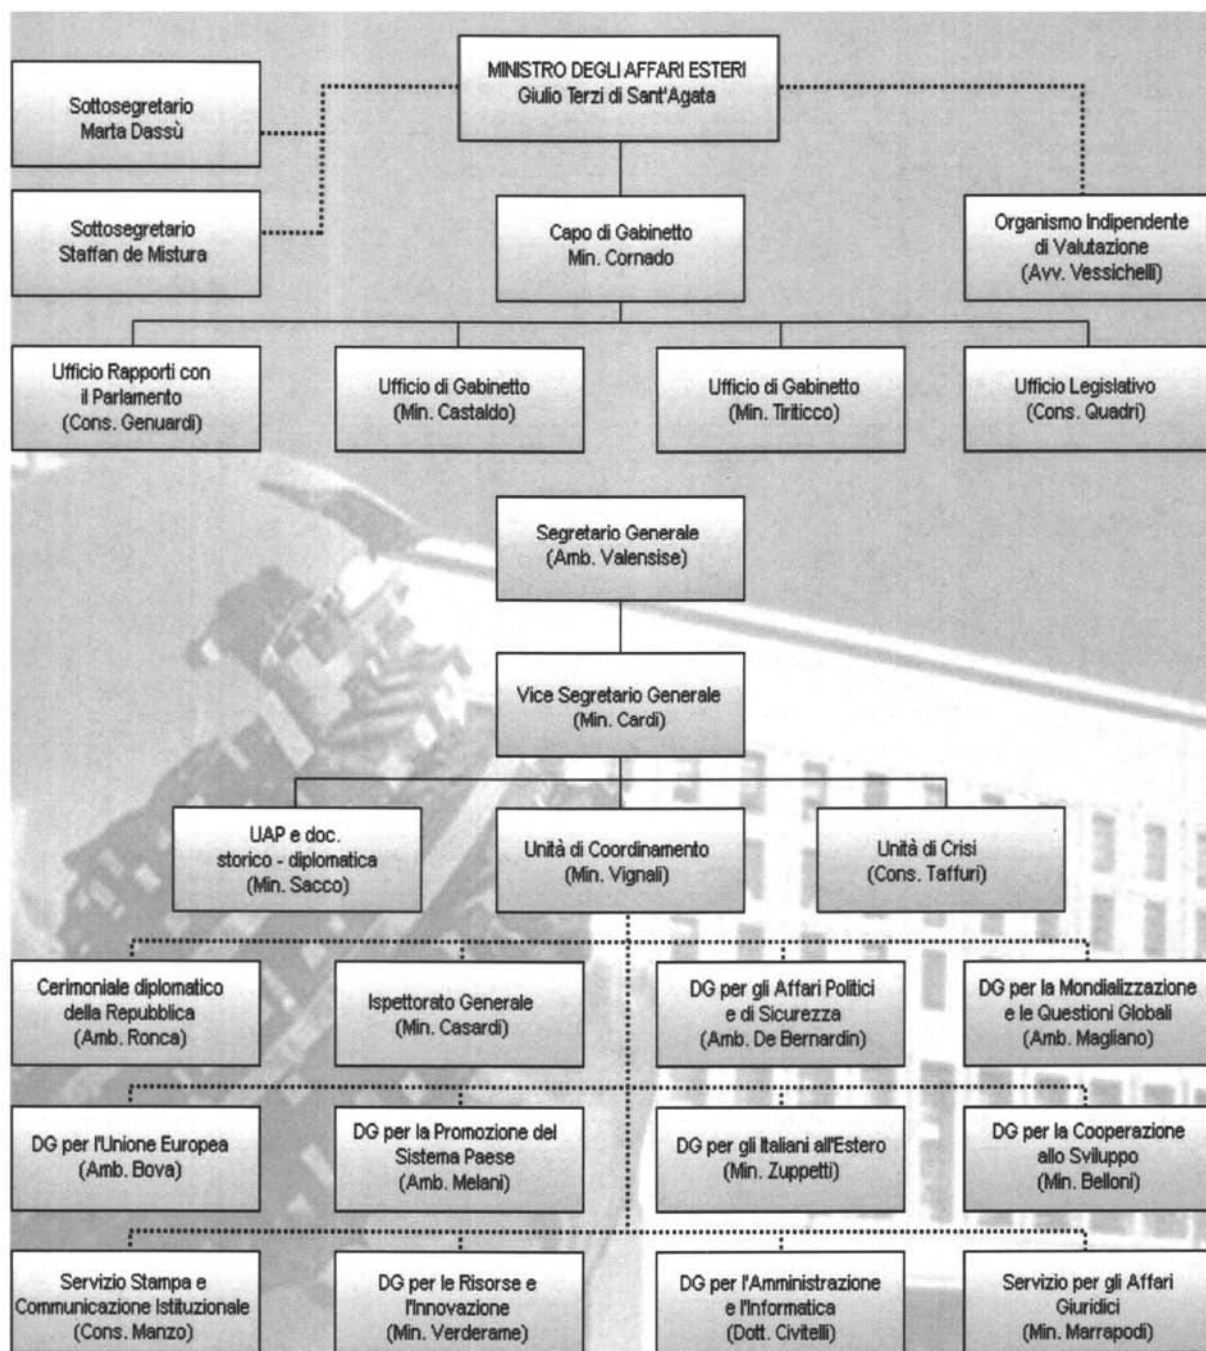 MINISTRO DEGLI AFFARI ESTERI
Giulio Terzi di Sant'Agata
Sottosegretario
Marta Dassù
Sottosegretario
Staffan de Mistura
Capo di Gabinetto
Min. Cornado
Organismo Indipendente
di Valutazione
(Avv. Vessichelli)
Ufficio Rapporti con
il Parlamento
(Cons. Genuardi)
Ufficio di Gabinetto
(Min. Castaldo)
Ufficio di Gabinetto
(Min. Tiriticco)
Ufficio Legislativo
(Cons. Quadri)
Segretario Generale
(Amb. Valensise)
Vice Segretario Generale
(Min. Cardi)
UAP e doc.
storico - diplomatica
(Min. Sacco)
Unità di Coordinamento
(Min. Vignali)
Unità di Crisi
(Cons. Taffuri)
Cerimoniale diplomatico
della Repubblica
(Amb. Ronca)
Ispettorato Generale
(Min. Casardi)
DG per gli Affari Politici
e di Sicurezza
(Amb. De Bernardin)
DG per la Mondializzazione
e le Questioni Globali
(Amb. Magliano)
DG per l'Unione Europea
(Amb. Bova)
DG per la Promozione del
Sistema Paese
(Amb. Melani)
DG per gli Italiani all'Estero
(Min. Zuppetti)
DG per la Cooperazione
allo Sviluppo
(Min. Belloni)
Servizio Stampa e
Communicazione Istituzionale
(Cons. Manzo)
DG per le Risorse e
l'Innovazione
(Min. Verderame)
DG per l'Amministrazione
e l'Informatica
(Dott. Civitelli)
Servizio per gli Affari
Giuridici
(Min. Marrapodi)